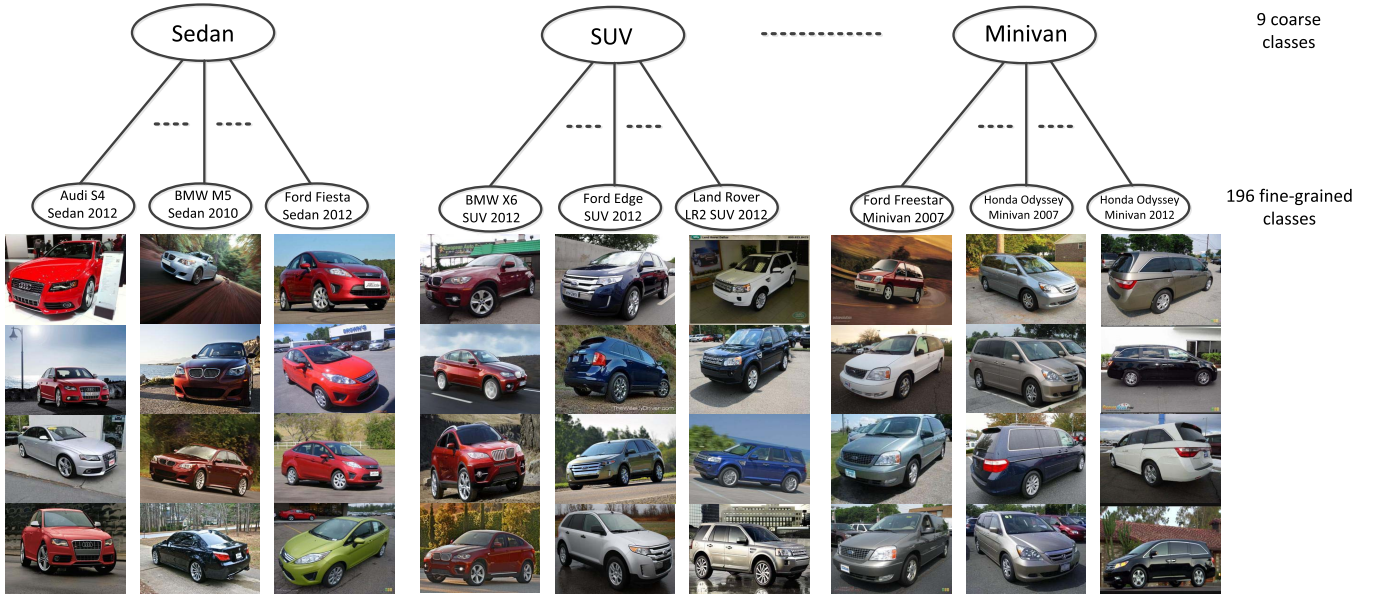 Sedan
SUV
Minivan
9 coarse
classes
Audi S4
Sedan 2012
BMW M5
Sedan 2010
Ford Fiesta
Sedan 2012
BMW X6
SUV 2012
Ford Edge
SUV 2012
Land Rover
LR2 SUV 2012
Ford Freestar
Minivan 2007
Honda Odyssey
Minivan 2007
Honda Odyssey
Minivan 2012
196 fine-grained
classes